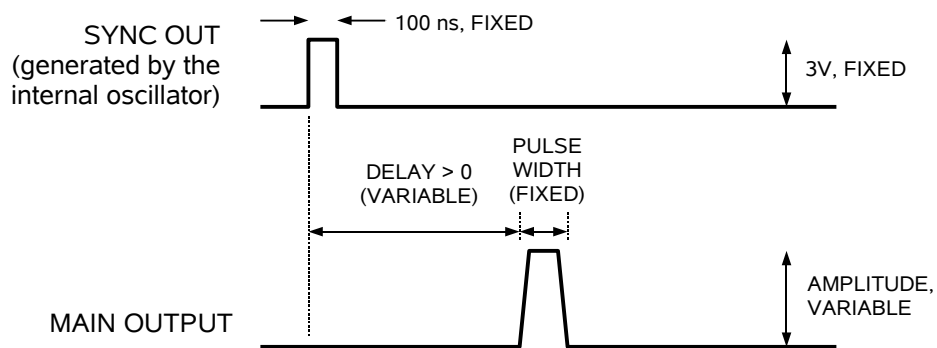 100 ns, FIXED
SYNC OUT
(generated by the
internal oscillator)
3V, FIXED
PULSE
WIDTH
(FIXED)
DELAY > 0
(VARIABLE)
AMPLITUDE,
VARIABLE
MAIN OUTPUT